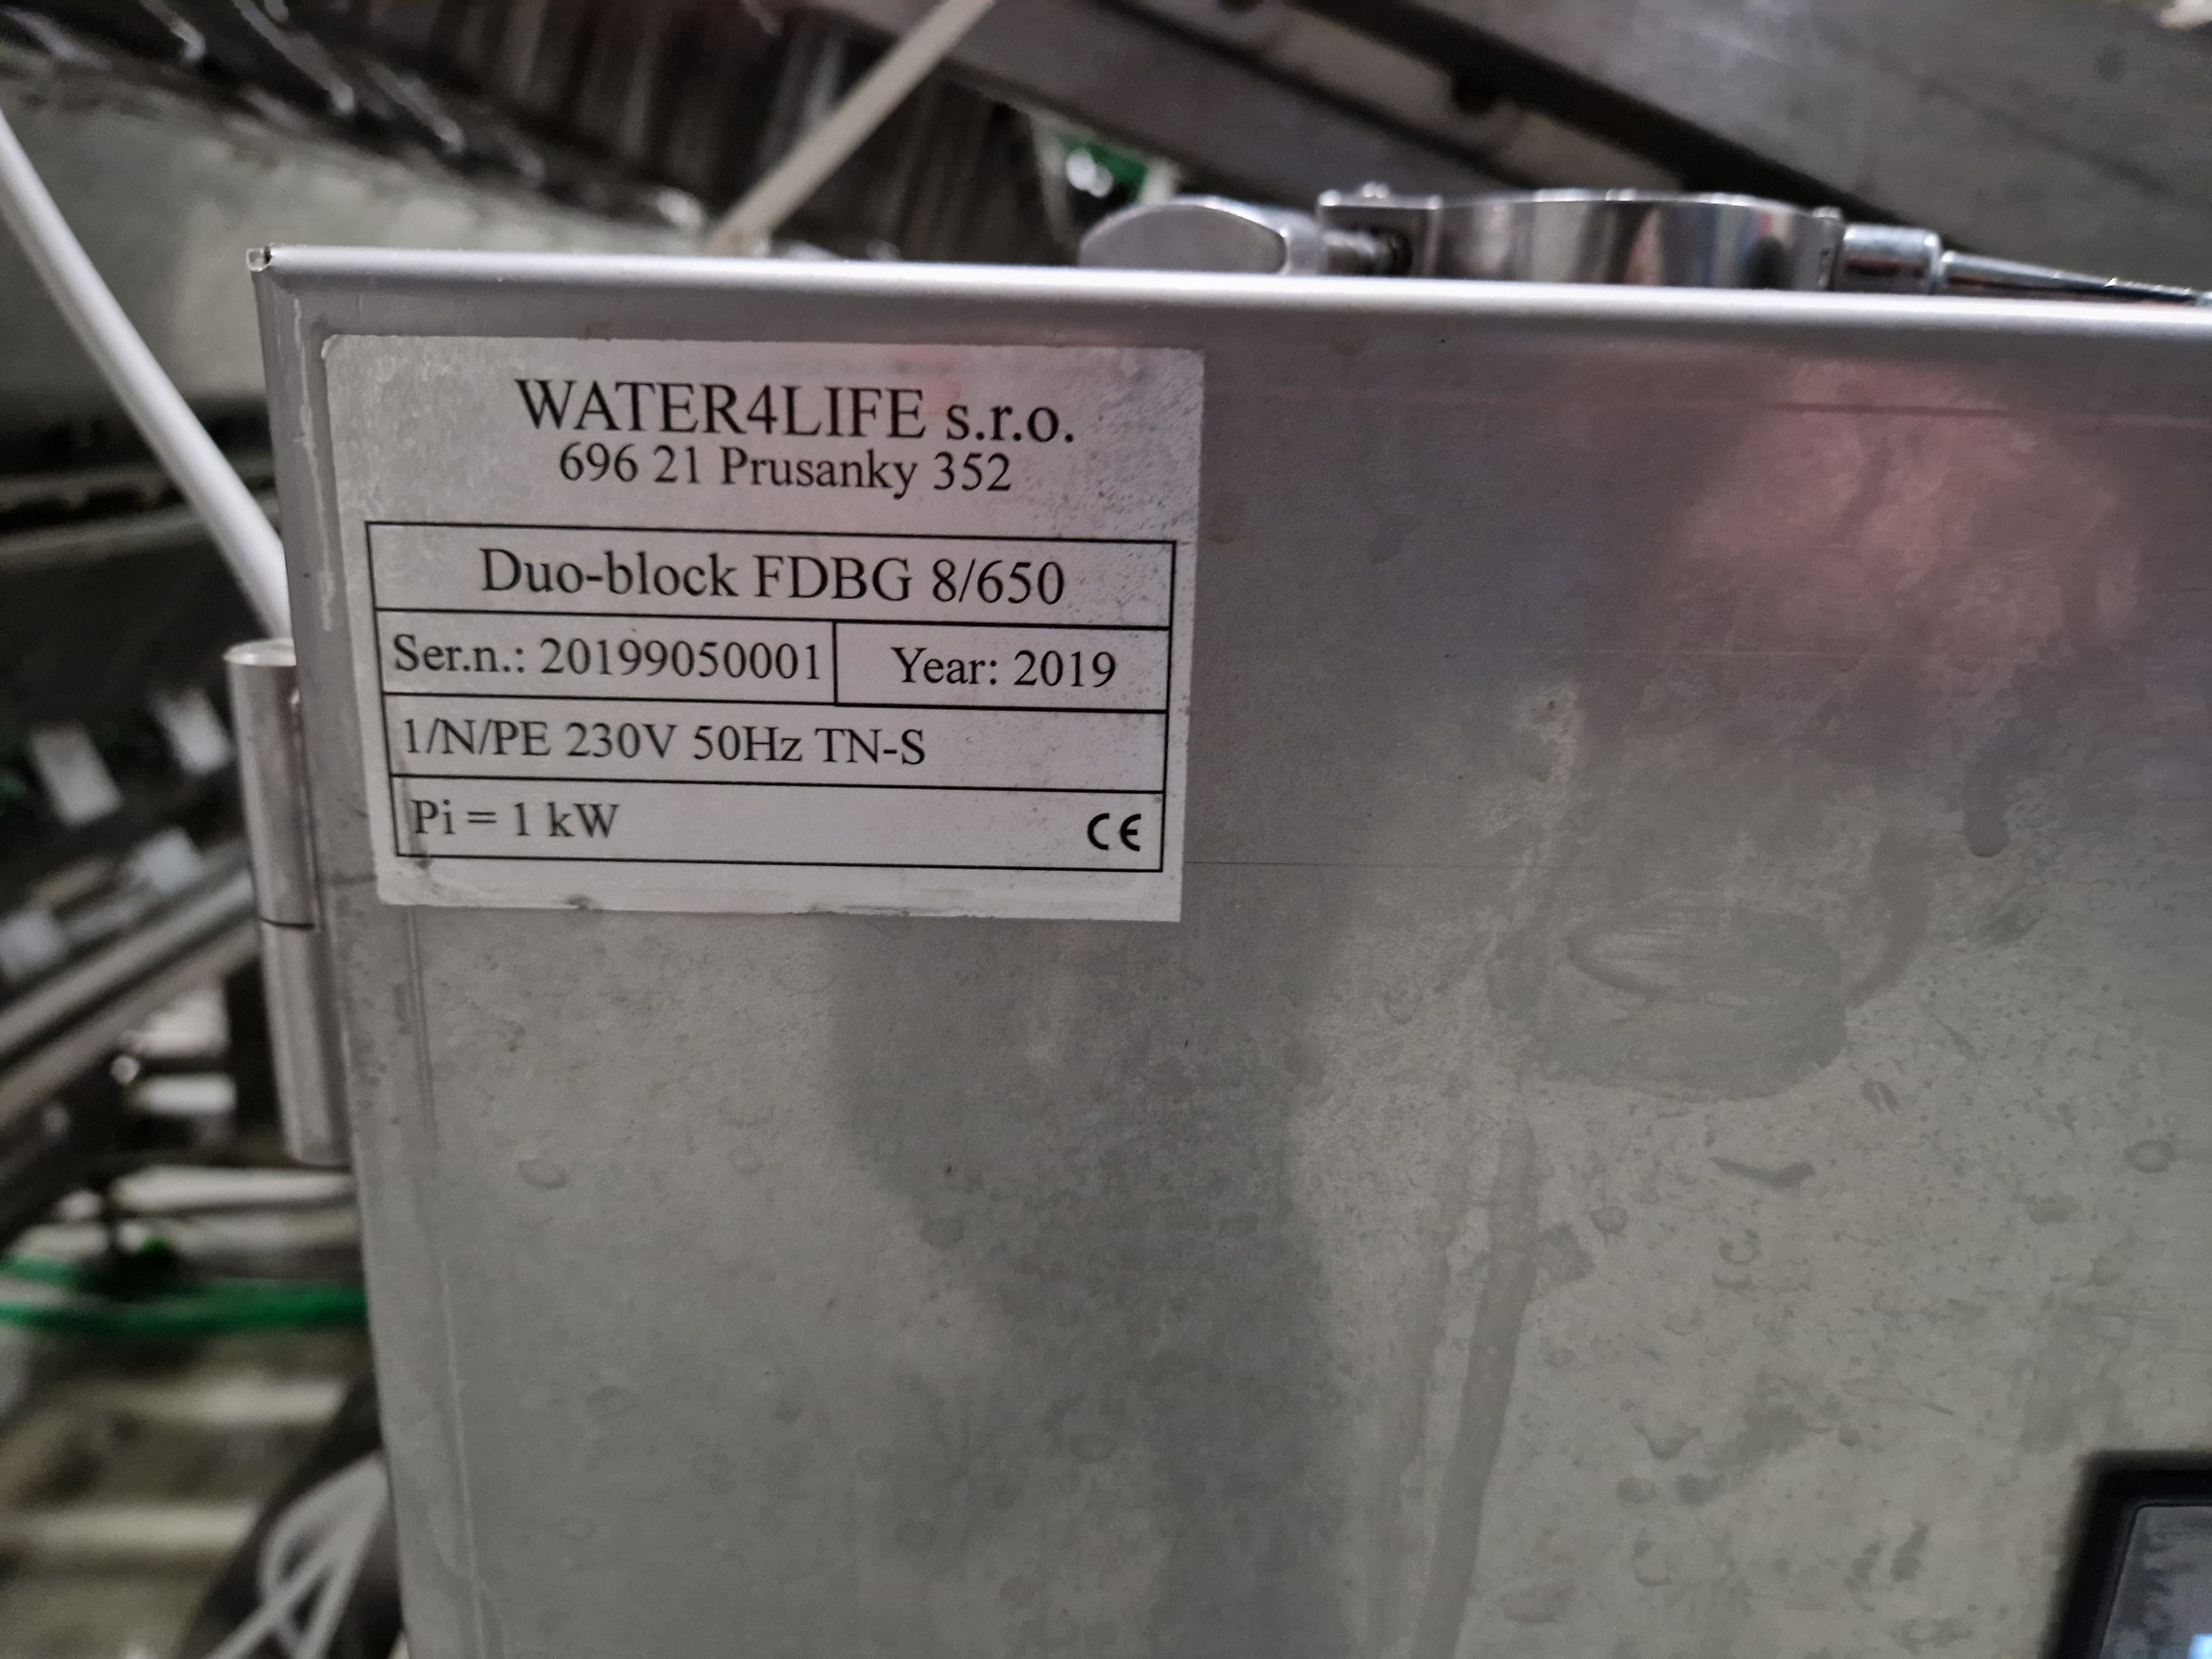 WATER4LIFE s.r.o.
696 21 Prusanky 352
Duo-block FDBG 8/650
Ser.n.: 20199050001 Year: 2019
1/N/PE 230V 50Hz TN-S
Pi = 1 kW CE